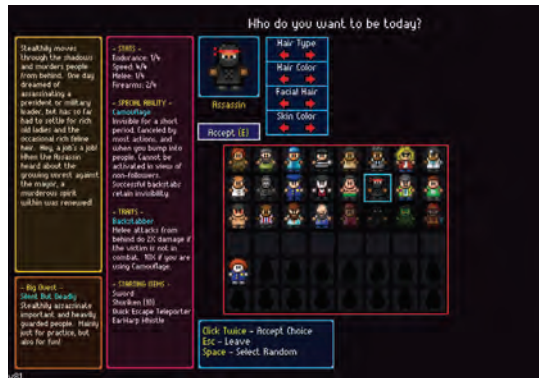 Who do you want to be today?
Stealthily moves
through the shadows
and murders people
from behind. One day
dreamed of
assassinating a
president or military
leader, but has so far
had to settle for rich
old ladies and the
occasional rich feline
heir. Hey, a job's a job!
When the Assassin
heard about the
growing unrest against
the mayor, a
murderous spirit
within was renewed!
- Big Quest -
Silent But Deadly
Stealthily assassinate
important and heavily
guarded people. Mainly
just for practice, but
also for fun!
- STATS -
Endurance: 1/4
Speed: 4/4
Melee: 1/4
Firearms: 2/4
- SPECIAL ABILITY -
Camouflage
Invisible for a short
period. Canceled by
most actions, and
when you bump into
people. Cannot be
activated in view of
non-followers.
Successful backstabs
retain invisibility.
- TRAITS -
Backstabber
Melee attacks from
behind do 2X damage if
the victim is not in
combat. 10X if you are
using Camouflage.
- STARTING ITEMS -
Sword
Shuriken (10)
Quick Escape Teleporter
EarWarp Whistle
Assassin
Accept (E)
Hair Type
Hair Color
Facial Hair
Skin Color
Click Twice - Accept Choice
Esc - Leave
Space - Select Random